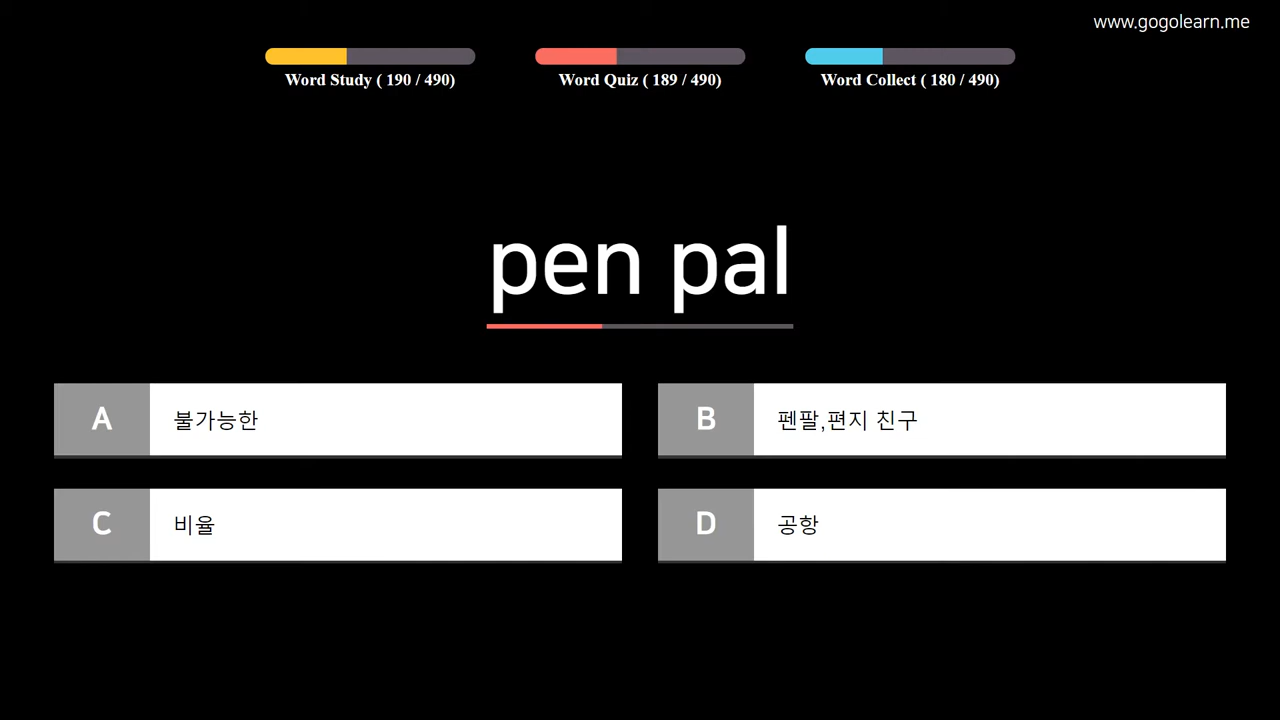 www.gogolearn.me
Word Study ( 190 / 490)
Word Quiz ( 189 / 490)
Word Collect ( 180 / 490)
pen pal
A 불가능한
B 펜팔,편지 친구
C 비율
D 공항